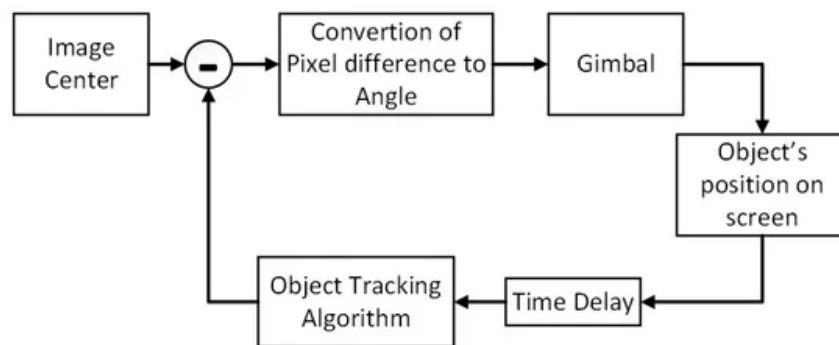 Image
Center
-
Convertion of
Pixel difference to
Angle
Gimbal
Object's
position on
screen
Time Delay
Object Tracking
Algorithm